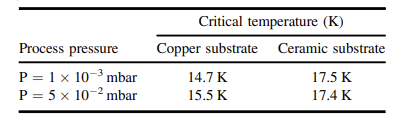 Critical temperature (K)
Process pressure Copper substrate Ceramic substrate
P = 1 × 10⁻³ mbar 14.7 K 17.5 K
P = 5 × 10⁻² mbar 15.5 K 17.4 K